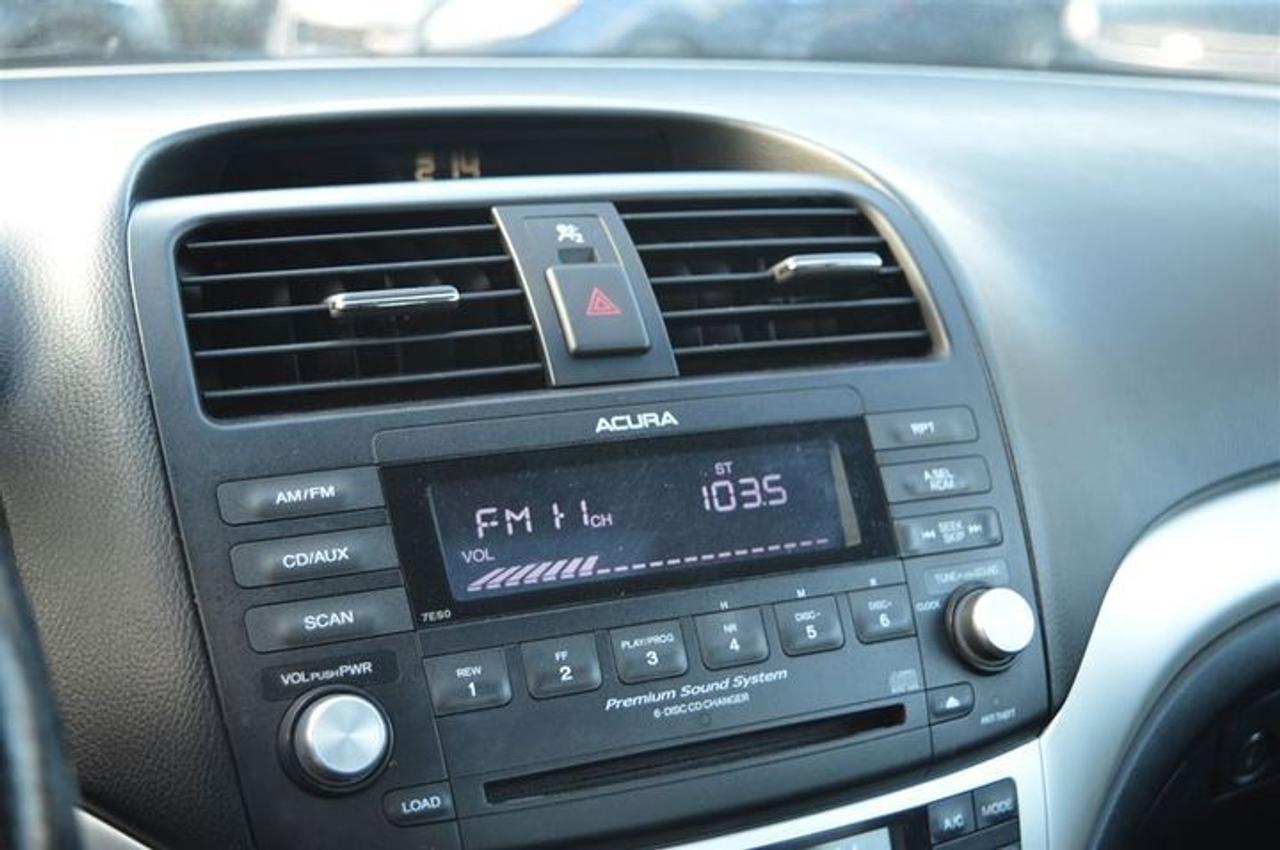 2 14
ACURA
AM/FM
CD/AUX
SCAN
VOL PUSH PWR
LOAD
FM 1-1 CH
ST
103.5
VOL
7ES0
RPT
A.SEL
RDM
SEEK
SKIP
TUNE PUSH SOUND
CLOCK
REW
1
FF
2
PLAY/PROG
3
H
NR
4
M
DISC-
5
R
DISC+
6
Premium Sound System
6-DISC CD CHANGER
ANTI THEFT
A/C
MODE